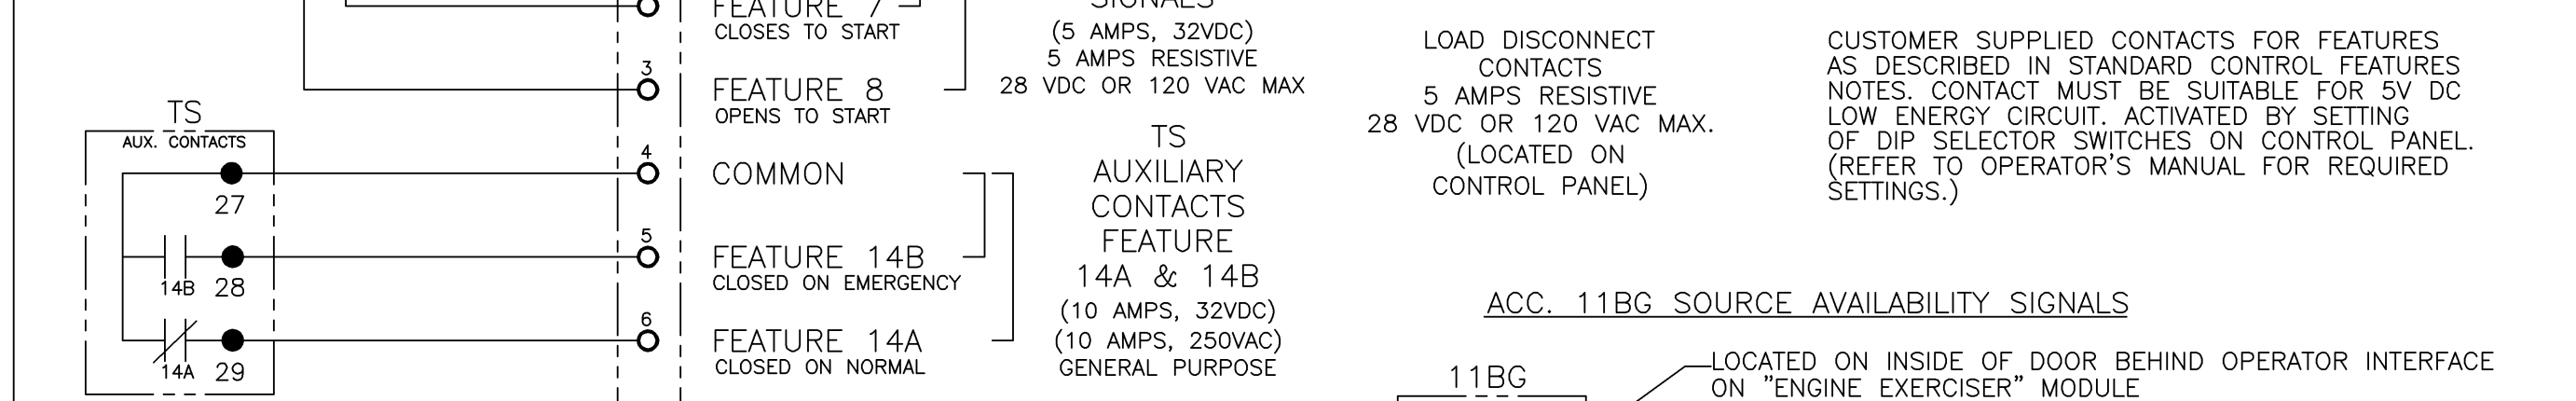 FEATURE 7
CLOSES TO START
SIGNALS
(5 AMPS, 32VDC)
5 AMPS RESISTIVE
28 VDC OR 120 VAC MAX
3
FEATURE 8
OPENS TO START
TS
AUX. CONTACTS
27
14B
28
14A
29
4
COMMON
5
FEATURE 14B
CLOSED ON EMERGENCY
6
FEATURE 14A
CLOSED ON NORMAL
TS
AUXILIARY
CONTACTS
FEATURE
14A & 14B
(10 AMPS, 32VDC)
(10 AMPS, 250VAC)
GENERAL PURPOSE
LOAD DISCONNECT
CONTACTS
5 AMPS RESISTIVE
28 VDC OR 120 VAC MAX.
(LOCATED ON
CONTROL PANEL)
CUSTOMER SUPPLIED CONTACTS FOR FEATURES
AS DESCRIBED IN STANDARD CONTROL FEATURES
NOTES. CONTACT MUST BE SUITABLE FOR 5V DC
LOW ENERGY CIRCUIT. ACTIVATED BY SETTING
OF DIP SELECTOR SWITCHES ON CONTROL PANEL.
(REFER TO OPERATOR'S MANUAL FOR REQUIRED
SETTINGS.)
ACC. 11BG SOURCE AVAILABILITY SIGNALS
11BG
LOCATED ON INSIDE OF DOOR BEHIND OPERATOR INTERFACE
ON "ENGINE EXERCISER" MODULE